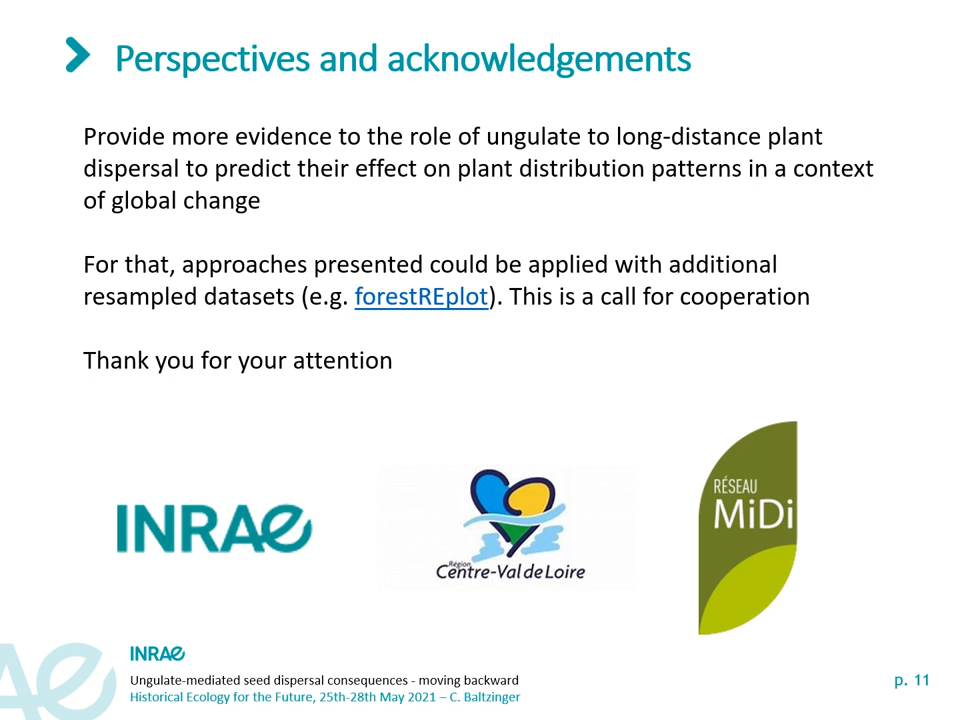 Perspectives and acknowledgements
Provide more evidence to the role of ungulate to long-distance plant
dispersal to predict their effect on plant distribution patterns in a context
of global change
For that, approaches presented could be applied with additional
resampled datasets (e.g. forestREplot). This is a call for cooperation
Thank you for your attention
INRAE
Région
Centre-Val de Loire
RÉSEAU
MiDi
INRAE
Ungulate-mediated seed dispersal consequences - moving backward
Historical Ecology for the Future, 25th-28th May 2021 – C. Baltzinger
p. 11